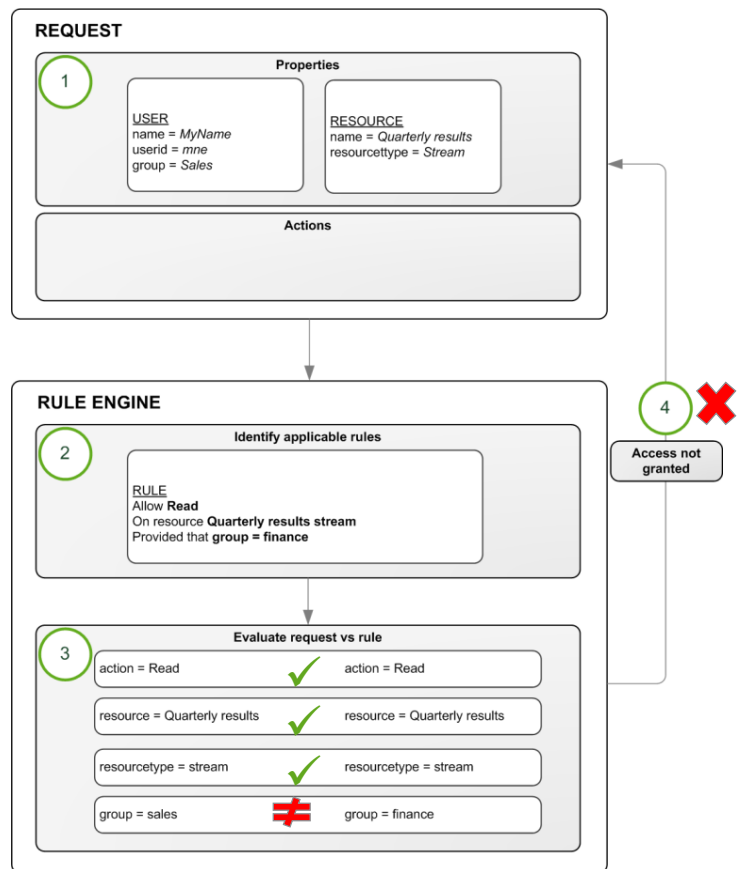 REQUEST
Properties
1
USER
name = MyName
userid = mne
group = Sales
RESOURCE
name = Quarterly results
resourcettype = Stream
Actions
RULE ENGINE
Identify applicable rules
2
RULE
Allow Read
On resource Quarterly results stream
Provided that group = finance
Evaluate request vs rule
3
action = Read
action = Read
resource = Quarterly results
resource = Quarterly results
resourcetype = stream
resourcetype = stream
group = sales
≠
group = finance
4
Access not
granted